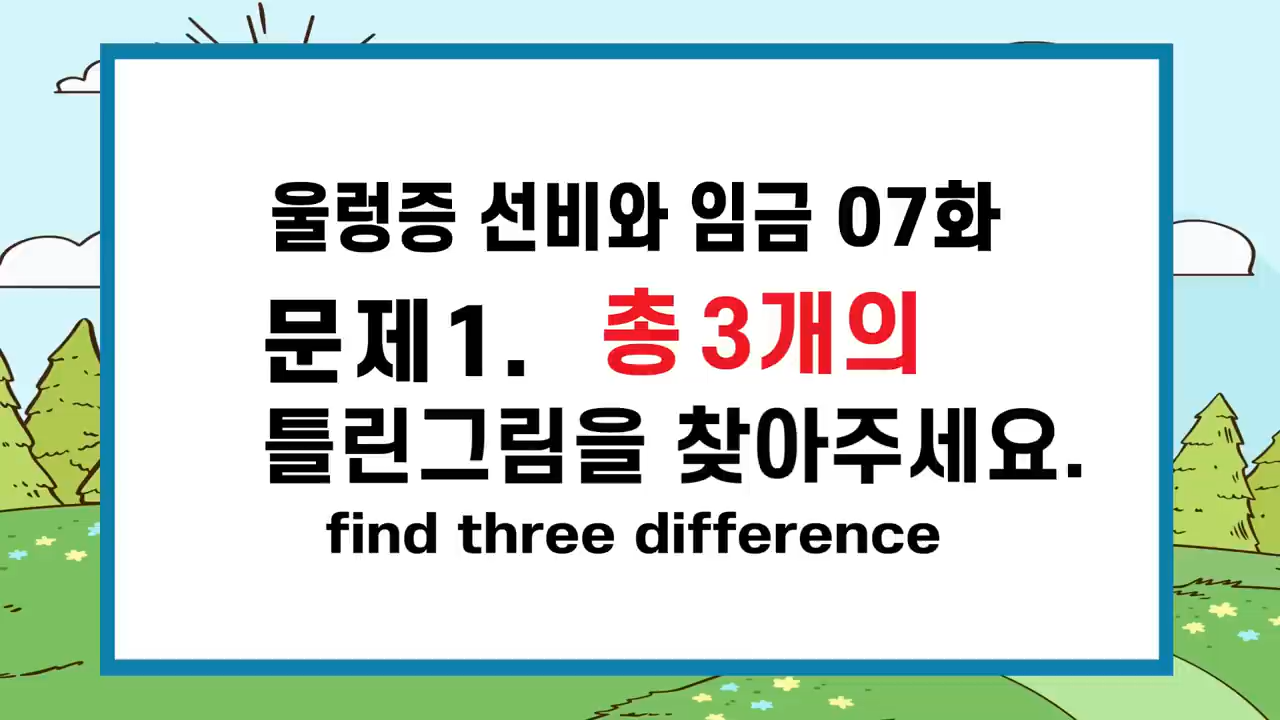 울렁증 선비와 임금 07화
문제1. 총 3개의
틀린그림을 찾아주세요.
find three difference